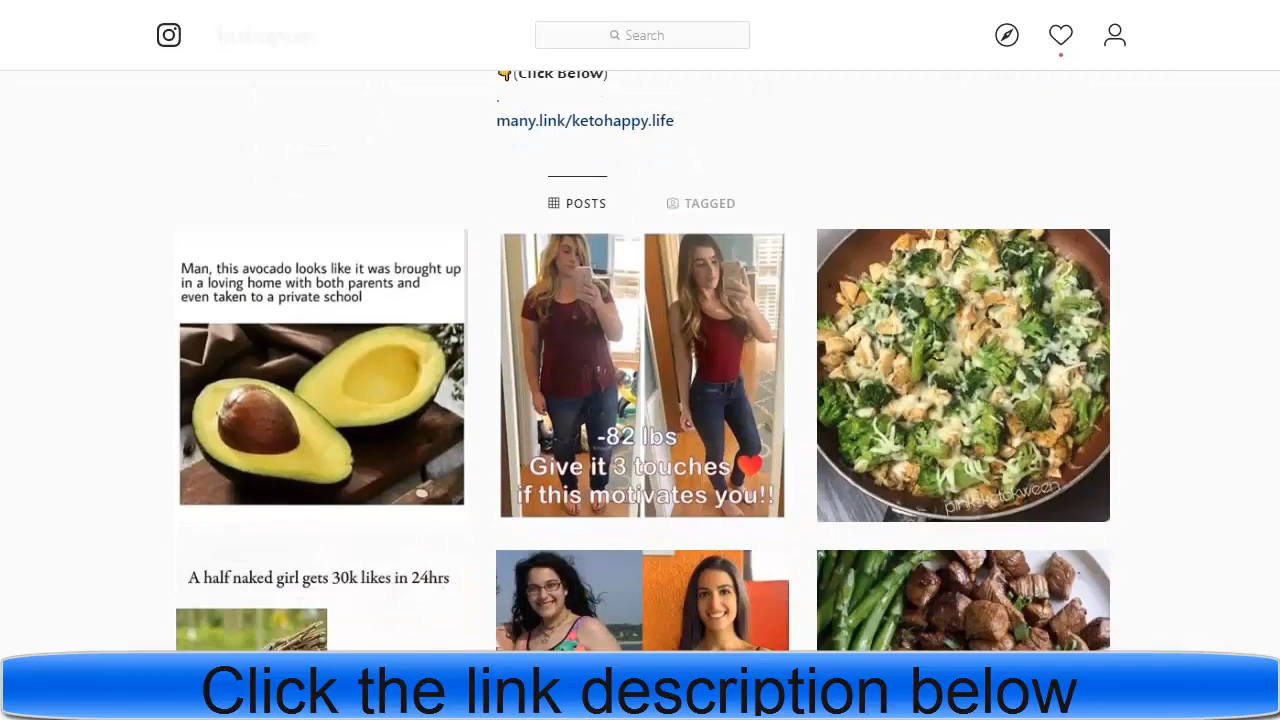 Instagram
Search
👇(Click Below)
.
many.link/ketohappy.life
POSTS
TAGGED
Man, this avocado looks like it was brought up
in a loving home with both parents and
even taken to a private school
-82 lbs
Give it 3 touches ❤️
if this motivates you!!
pinkketokween
A half naked girl gets 30k likes in 24hrs
Click the link description below